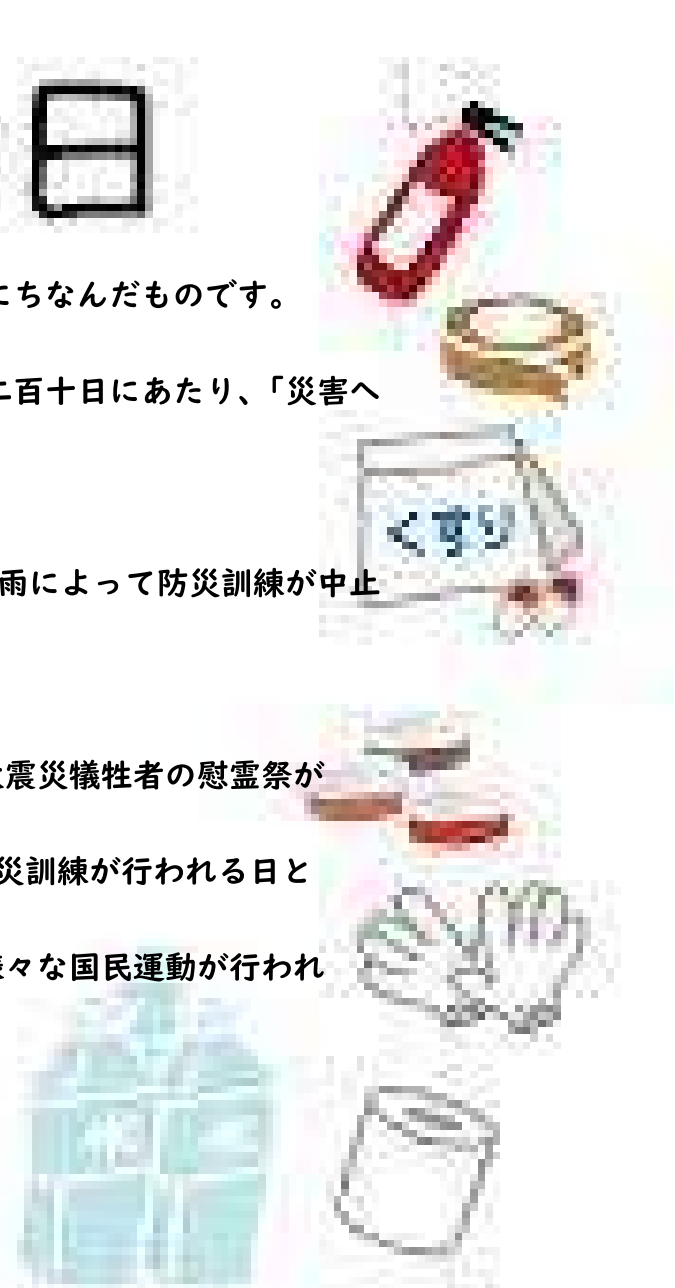 日
ちなんだものです。
二百十日にあたり、「災害へ
くすり
雨によって防災訓練が中止
震災犠牲者の慰霊祭が
災訓練が行われる日と
々な国民運動が行われ